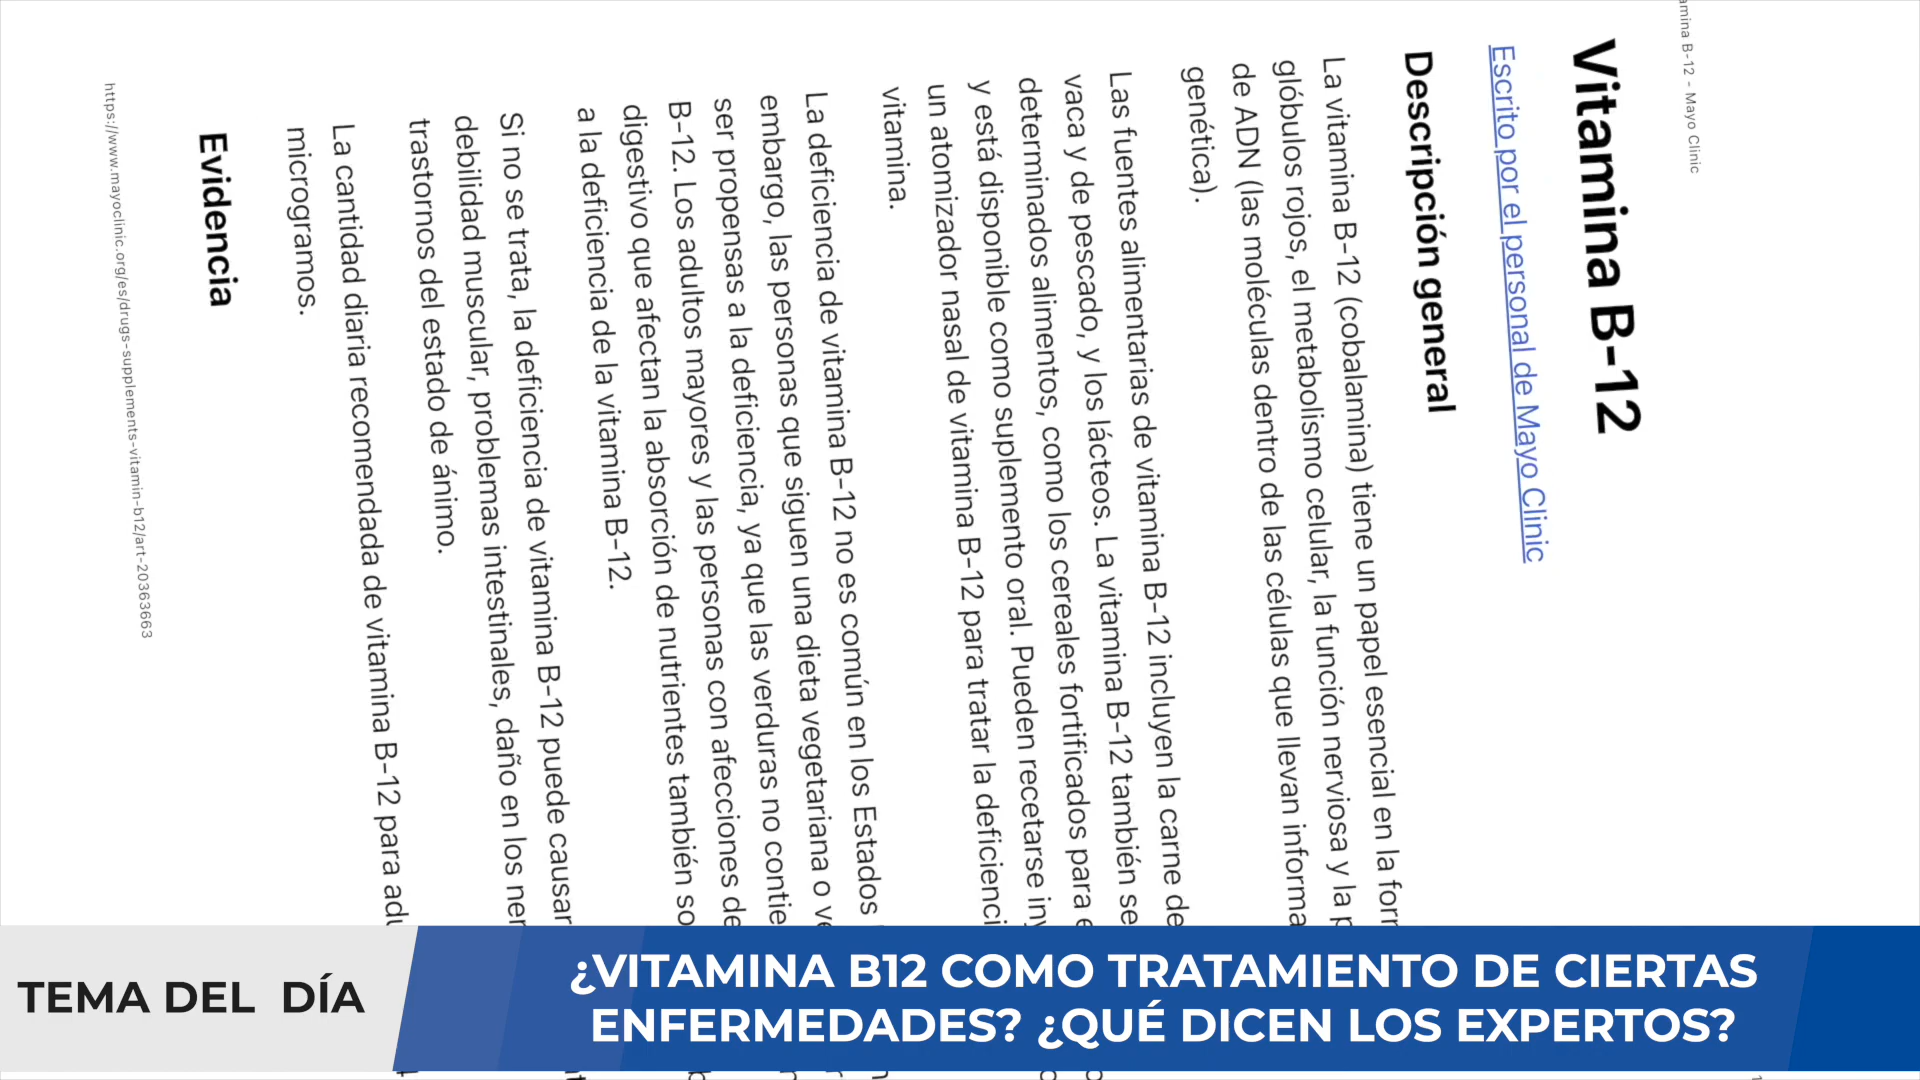 amina B-12 - Mayo Clinic
Vitamina B-12
Escrito por el personal de Mayo Clinic
Descripción general
La vitamina B-12 (cobalamina) tiene un papel esencial en la
glóbulos rojos, el metabolismo celular, la función nerviosa y la
de ADN (las moléculas dentro de las células que llevan informa
genética).
Las fuentes alimentarias de vitamina B-12 incluyen la carne de
vaca y de pescado, y los lácteos. La vitamina B-12 también se
determinados alimentos, como los cereales fortificados para
y está disponible como suplemento oral. Pueden recetarse iny
un atomizador nasal de vitamina B-12 para tratar la deficienci
vitamina.
La deficiencia de vitamina B-12 no es común en los Estados
embargo, las personas que siguen una dieta vegetariana o ve
ser propensas a la deficiencia, ya que las verduras no contie
B-12. Los adultos mayores y las personas con afecciones de
digestivo que afectan la absorción de nutrientes también so
a la deficiencia de la vitamina B-12.
Si no se trata, la deficiencia de vitamina B-12 puede causar
debilidad muscular, problemas intestinales, daño en los ner
trastornos del estado de ánimo.
La cantidad diaria recomendada de vitamina B-12 para adu
microgramos.
Evidencia
https://www.mayoclinic.org/es/drugs-supplements-vitamin-b12/art-20363663
TEMA DEL DÍA
¿VITAMINA B12 COMO TRATAMIENTO DE CIERTAS
ENFERMEDADES? ¿QUÉ DICEN LOS EXPERTOS?